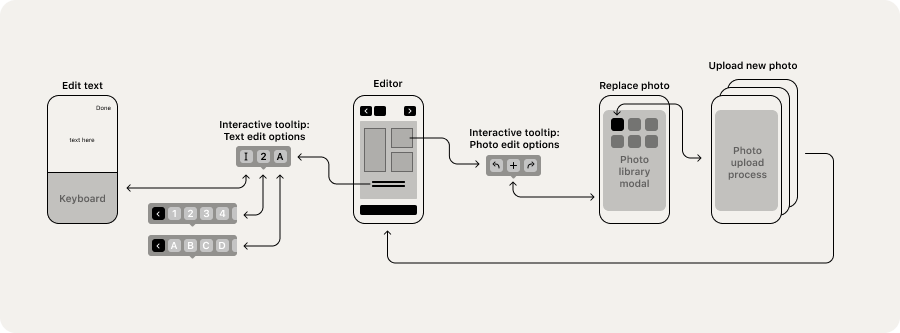 Edit text
Done
text here
Keyboard
Interactive tooltip:
Text edit options
I 2 A
1 2 3 4
A B C D
Editor
Interactive tooltip:
Photo edit options
Replace photo
Photo
library
modal
Upload new photo
Photo
upload
process